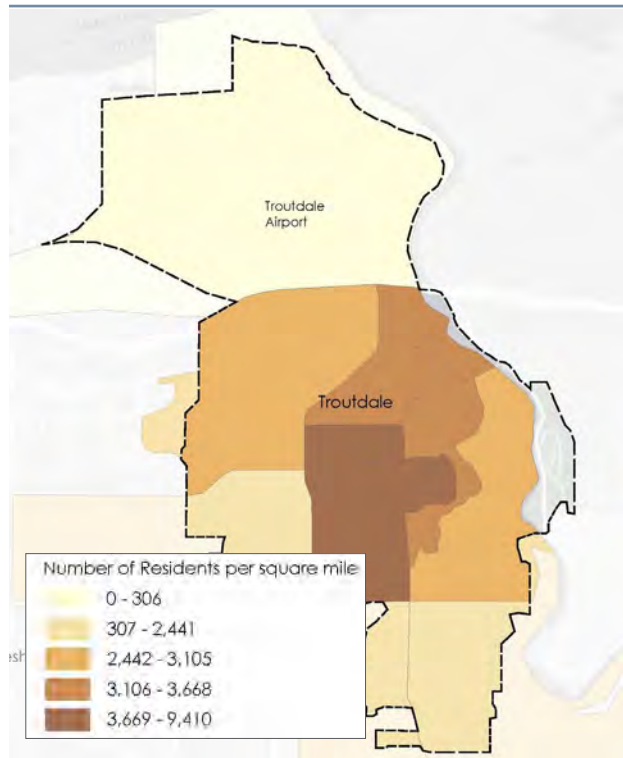 Troutdale
Airport
Troutdale
Number of Residents per square mile
0 - 306
307 - 2,441
2,442 - 3,105
3,106 - 3,668
3,669 - 9,410